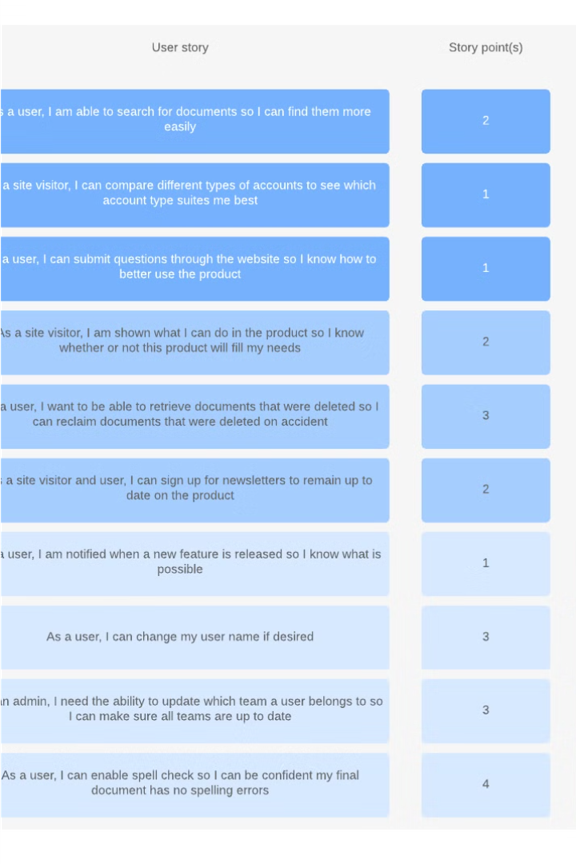 User story Story point(s)
a user, I am able to search for documents so I can find them more
easily
2
a site visitor, I can compare different types of accounts to see which
account type suites me best
1
a user, I can submit questions through the website so I know how to
better use the product
1
As a site visitor, I am shown what I can do in the product so I know
whether or not this product will fill my needs
2
a user, I want to be able to retrieve documents that were deleted so I
can reclaim documents that were deleted on accident
3
a site visitor and user, I can sign up for newsletters to remain up to
date on the product
2
user, I am notified when a new feature is released so I know what is
possible
1
As a user, I can change my user name if desired
3
an admin, I need the ability to update which team a user belongs to so
I can make sure all teams are up to date
3
As a user, I can enable spell check so I can be confident my final
document has no spelling errors
4